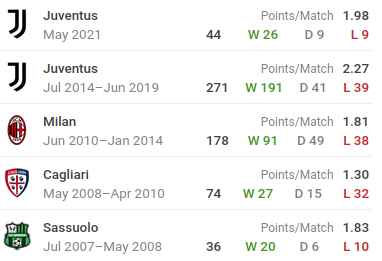 Juventus Points/Match 1.98
May 2021 44 W 26 D 9 L 9
Juventus Points/Match 2.27
Jul 2014–Jun 2019 271 W 191 D 41 L 39
Milan Points/Match 1.81
Jun 2010–Jan 2014 178 W 91 D 49 L 38
Cagliari Points/Match 1.30
May 2008–Apr 2010 74 W 27 D 15 L 32
Sassuolo Points/Match 1.83
Jul 2007–May 2008 36 W 20 D 6 L 10